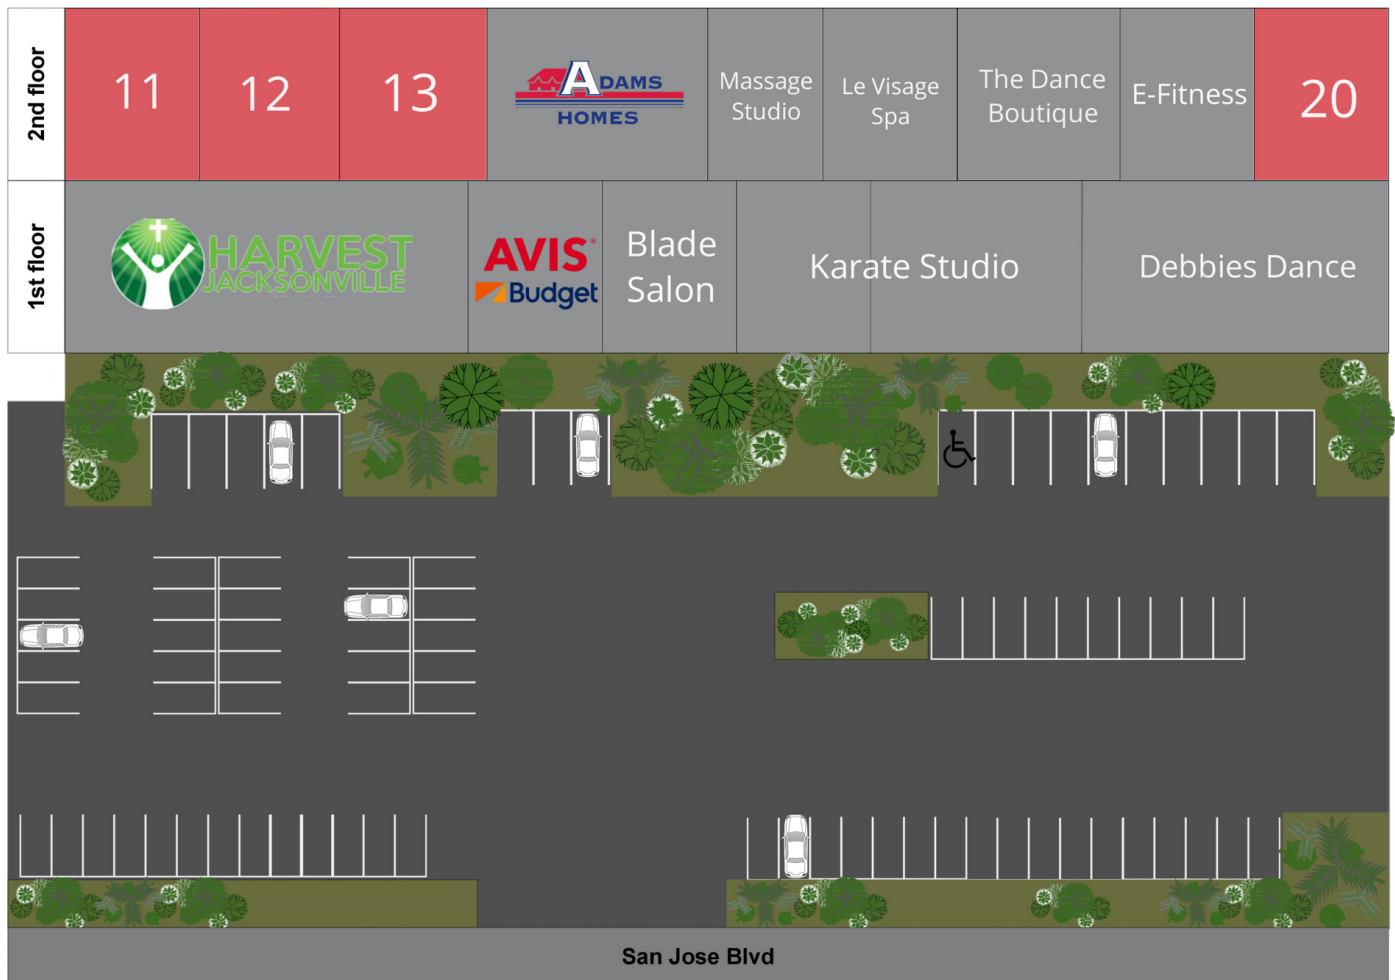 2nd floor
11
12
13
ADAMS
HOMES
Massage
Studio
Le Visage
Spa
The Dance
Boutique
E-Fitness
20
1st floor
HARVEST
JACKSONVILLE
AVIS®
Budget
Blade
Salon
Karate Studio
Debbies Dance
San Jose Blvd